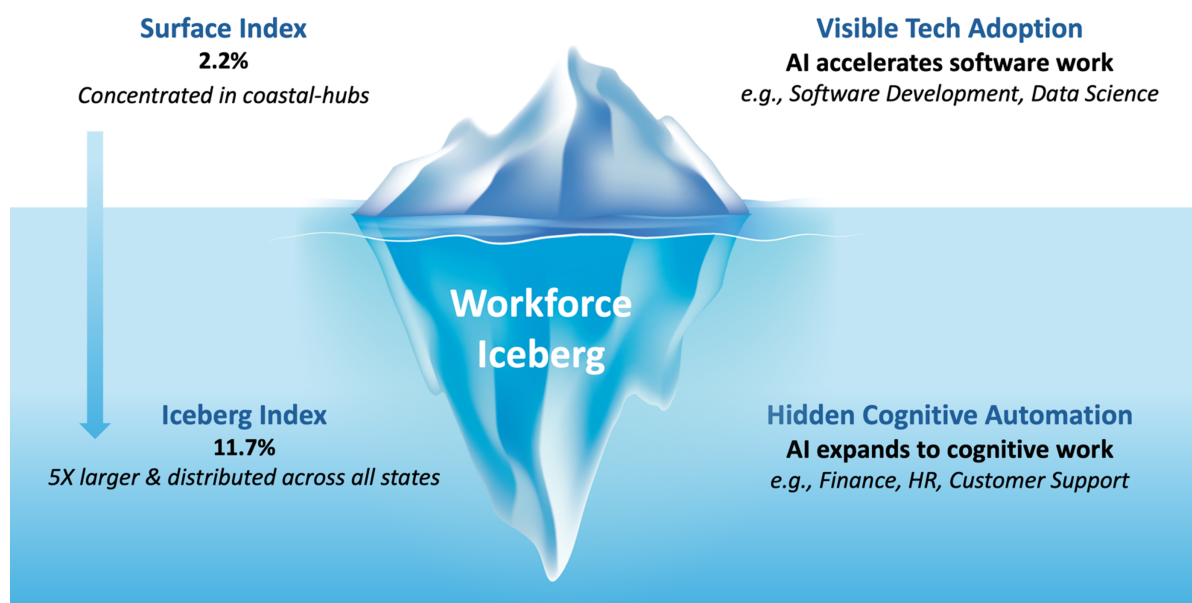 Surface Index
2.2%
Concentrated in coastal-hubs
Visible Tech Adoption
AI accelerates software work
e.g., Software Development, Data Science
Workforce
Iceberg
Iceberg Index
11.7%
5X larger & distributed across all states
Hidden Cognitive Automation
AI expands to cognitive work
e.g., Finance, HR, Customer Support